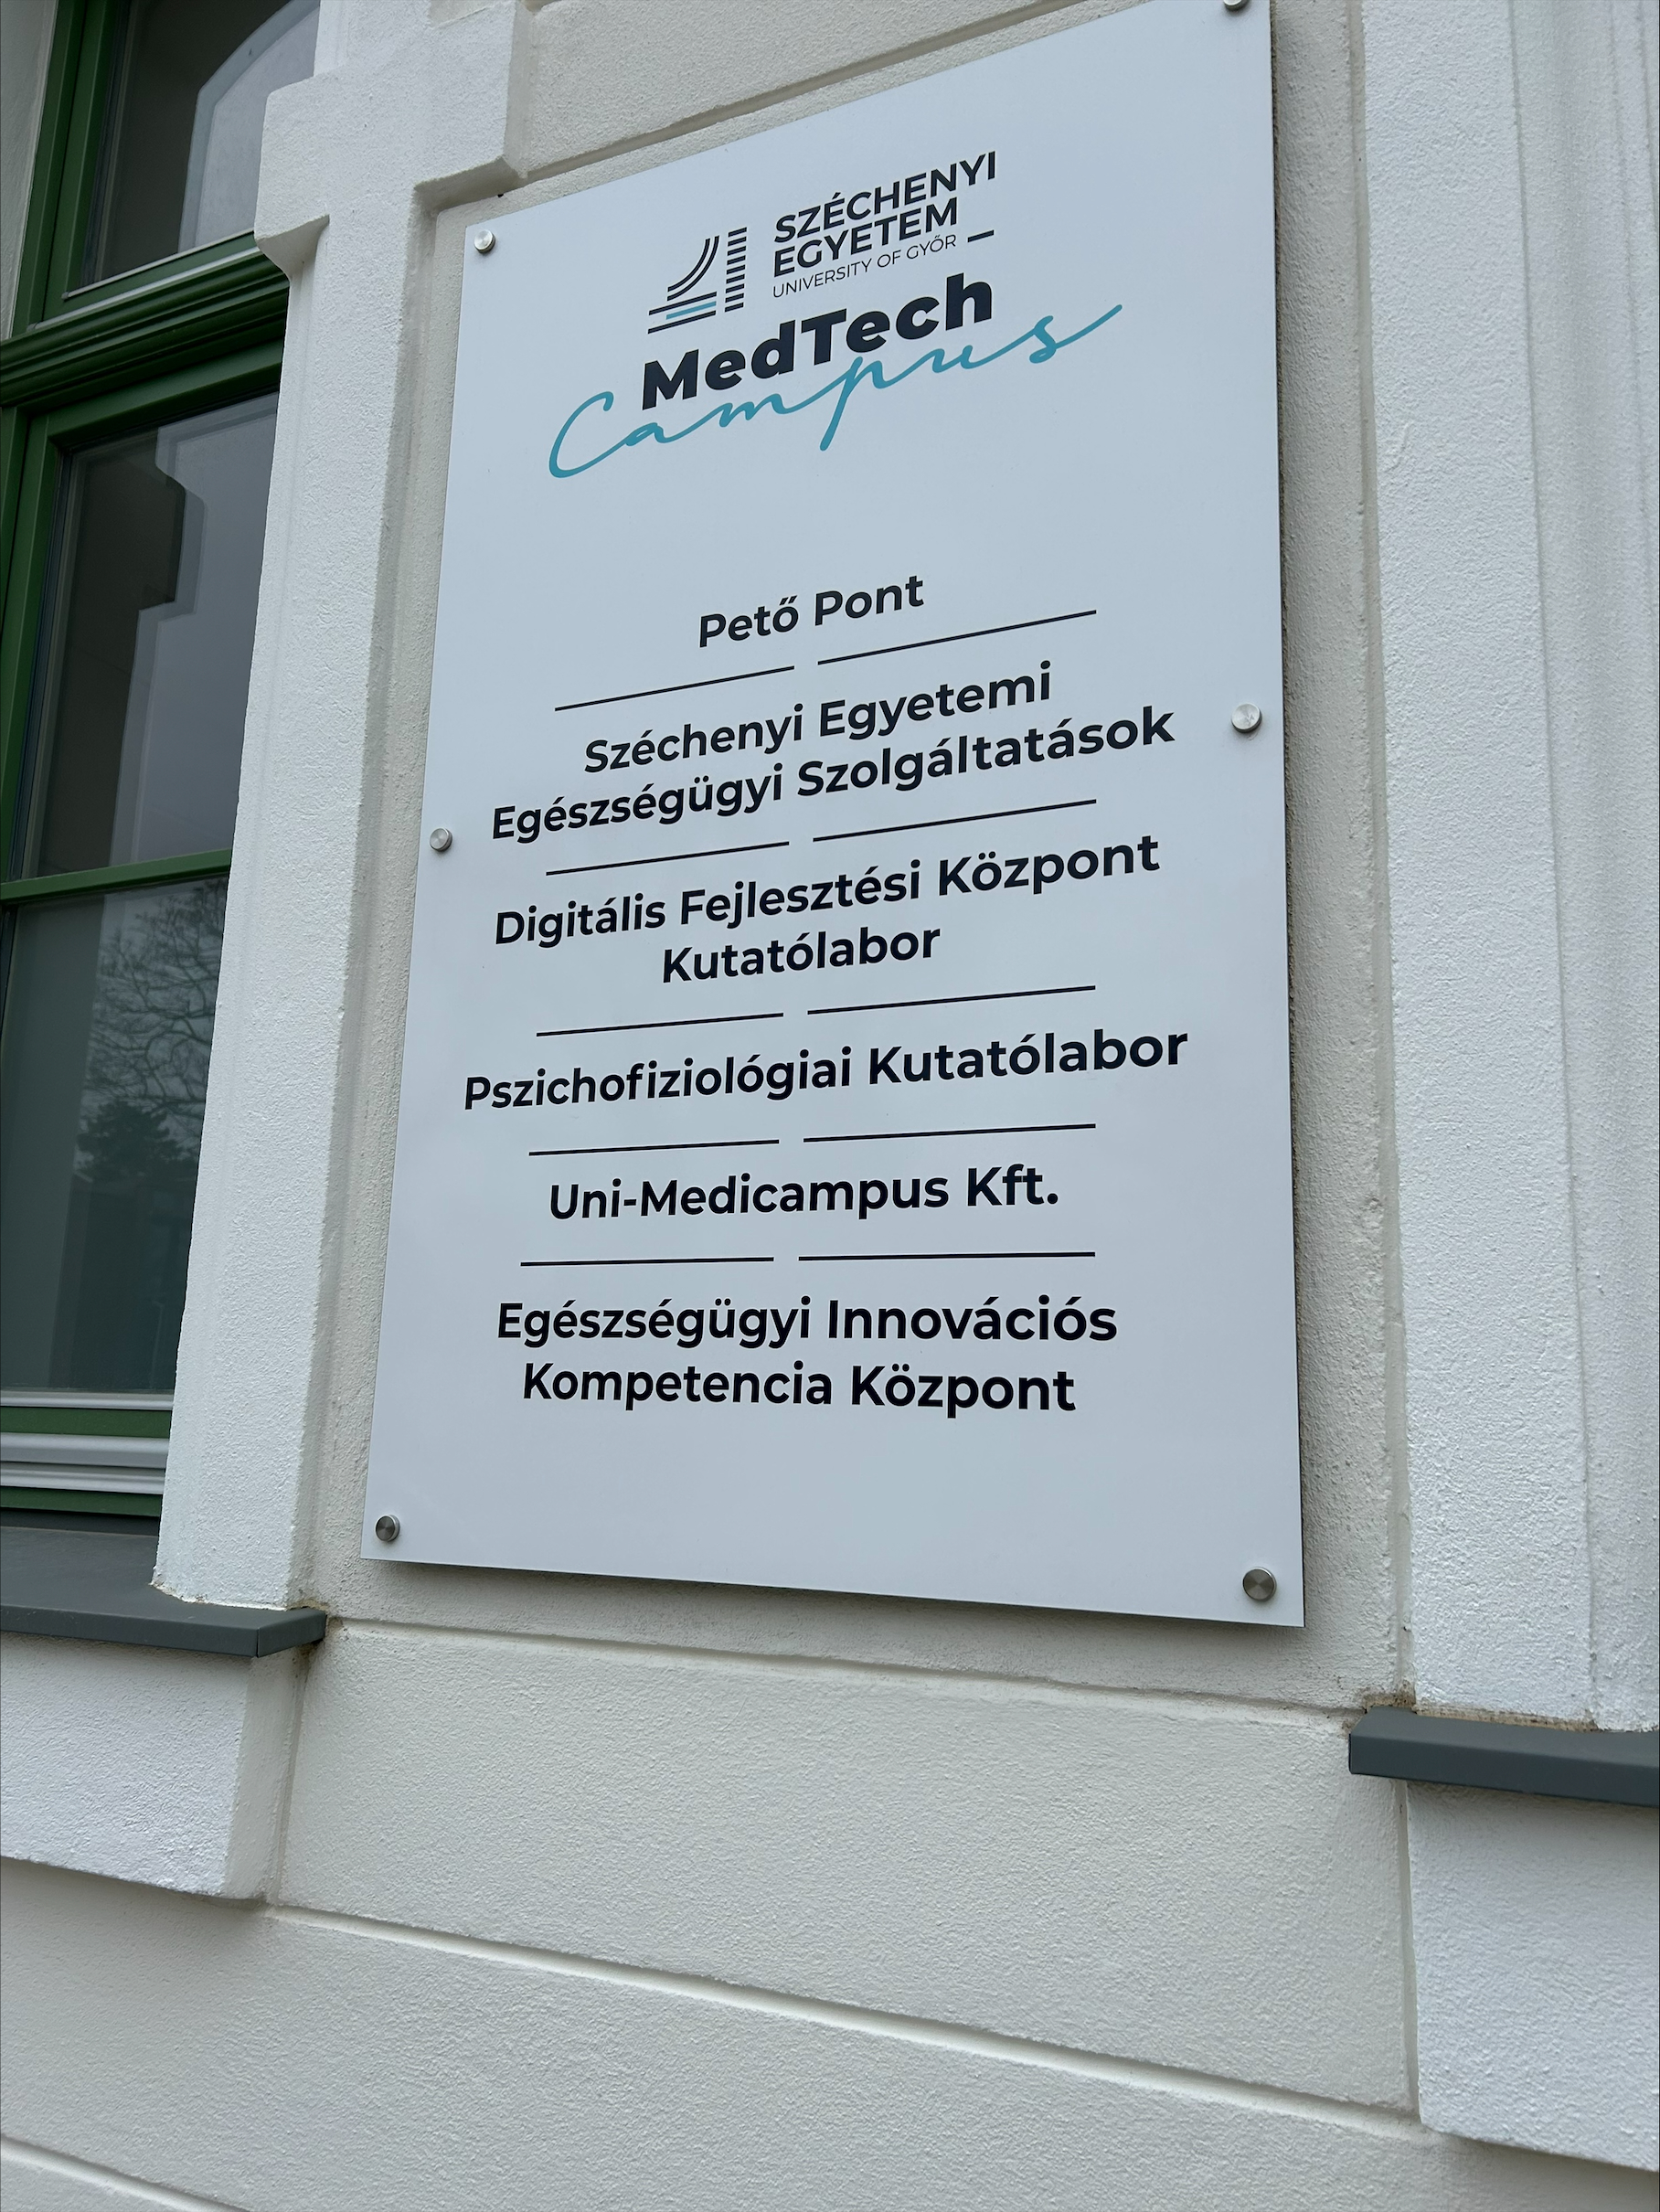 SZÉCHENYI
EGYETEM
UNIVERSITY OF GYŐR
MedTech
Campus
Pető Pont
Széchenyi Egyetemi
Egészségügyi Szolgáltatások
Digitális Fejlesztési Központ
Kutatólabor
Pszichofiziológiai Kutatólabor
Uni-Medicampus Kft.
Egészségügyi Innovációs
Kompetencia Központ